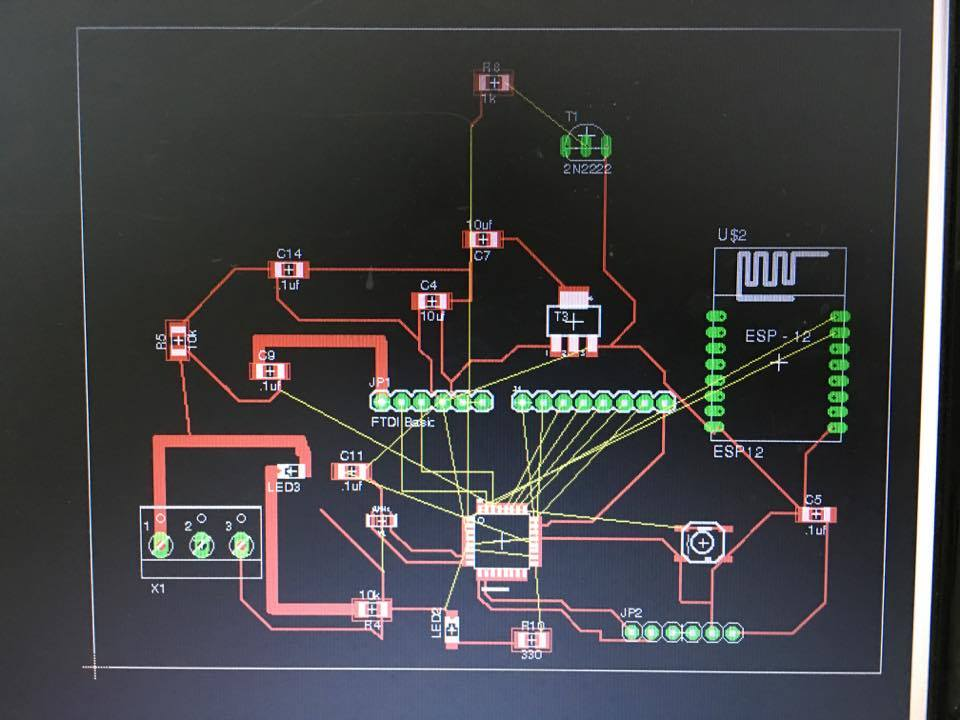 R8
1k
T1
2N2222
10uf
C7
U$2
C14
.1uf
C4
10uf
T3
ESP-12
R5
10k
C9
.1uf
JP1
FTDI Basic
ESP12
C11
.1uf
LED3
C5
.1uf
1 2 3
X1
10k
R4
LED2
R10
330
JP2